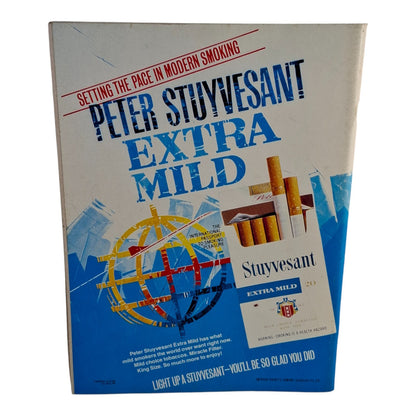 SETTING THE PACE IN MODERN SMOKING
PETER STUYVESANT
EXTRA
MILD
THE
INTERNATIONAL
PASSPORT
TO SMOKING
PLEASURE
Stuyvesant
EXTRA MILD 20
WARNING: SMOKING IS A HEALTH HAZARD
Peter Stuyvesant Extra Mild has what
mild smokers the world over want right now.
Mild choice tobaccos. Miracle Filter.
King Size. So much more to enjoy!
LIGHT UP A STUYVESANT—YOU'LL BE SO GLAD YOU DID